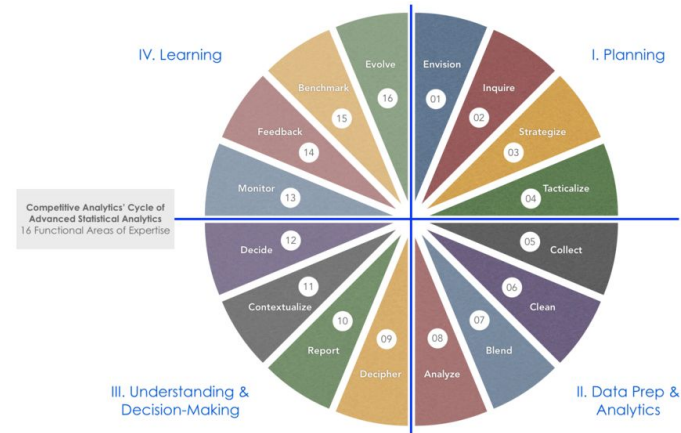 IV. Learning
I. Planning
Evolve
16
Envision
01
Benchmark
15
Inquire
02
Feedback
14
Strategize
03
Monitor
13
Tacticalize
04
Competitive Analytics' Cycle of
Advanced Statistical Analytics
16 Functional Areas of Expertise
Decide
12
05
Collect
11
Contextualize
06
Clean
10
Report
07
Blend
09
Decipher
08
Analyze
III. Understanding &
Decision-Making
II. Data Prep &
Analytics